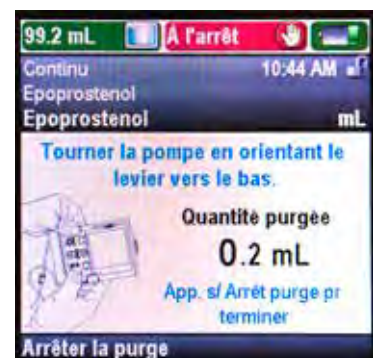 99.2 mL À l'arrêt
Continu 10:44 AM
Epoprostenol
Epoprostenol mL
Tourner la pompe en orientant le
levier vers le bas.
Quantité purgée
0.2 mL
App. s/ Arrêt purge pr
terminer
Arrêter la purge